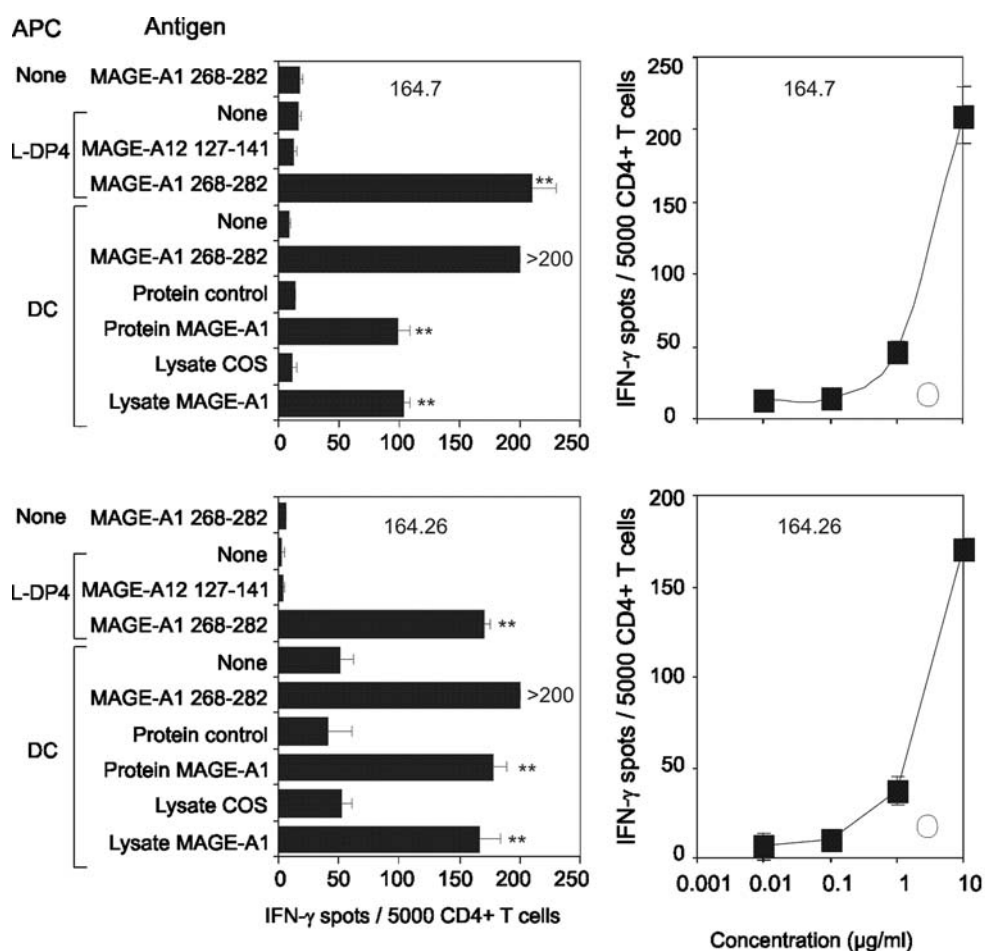 APC Antigen
None MAGE-A1 268-282
164.7
None
L-DP4 MAGE-A12 127-141
MAGE-A1 268-282 **
None
MAGE-A1 268-282 >200
Protein control
DC
Protein MAGE-A1 **
Lysate COS
Lysate MAGE-A1 **
0 50 100 150 200 250
IFN-γ spots / 5000 CD4+ T cells
250
200
150
100
50
0
164.7
None MAGE-A1 268-282
164.26
None
L-DP4 MAGE-A12 127-141
MAGE-A1 268-282 **
None
MAGE-A1 268-282 >200
Protein control
DC
Protein MAGE-A1 **
Lysate COS
Lysate MAGE-A1 **
0 50 100 150 200 250
IFN-γ spots / 5000 CD4+ T cells
IFN-γ spots / 5000 CD4+ T cells
200
150
100
50
0
164.26
0.001 0.01 0.1 1 10
Concentration (µg/ml)